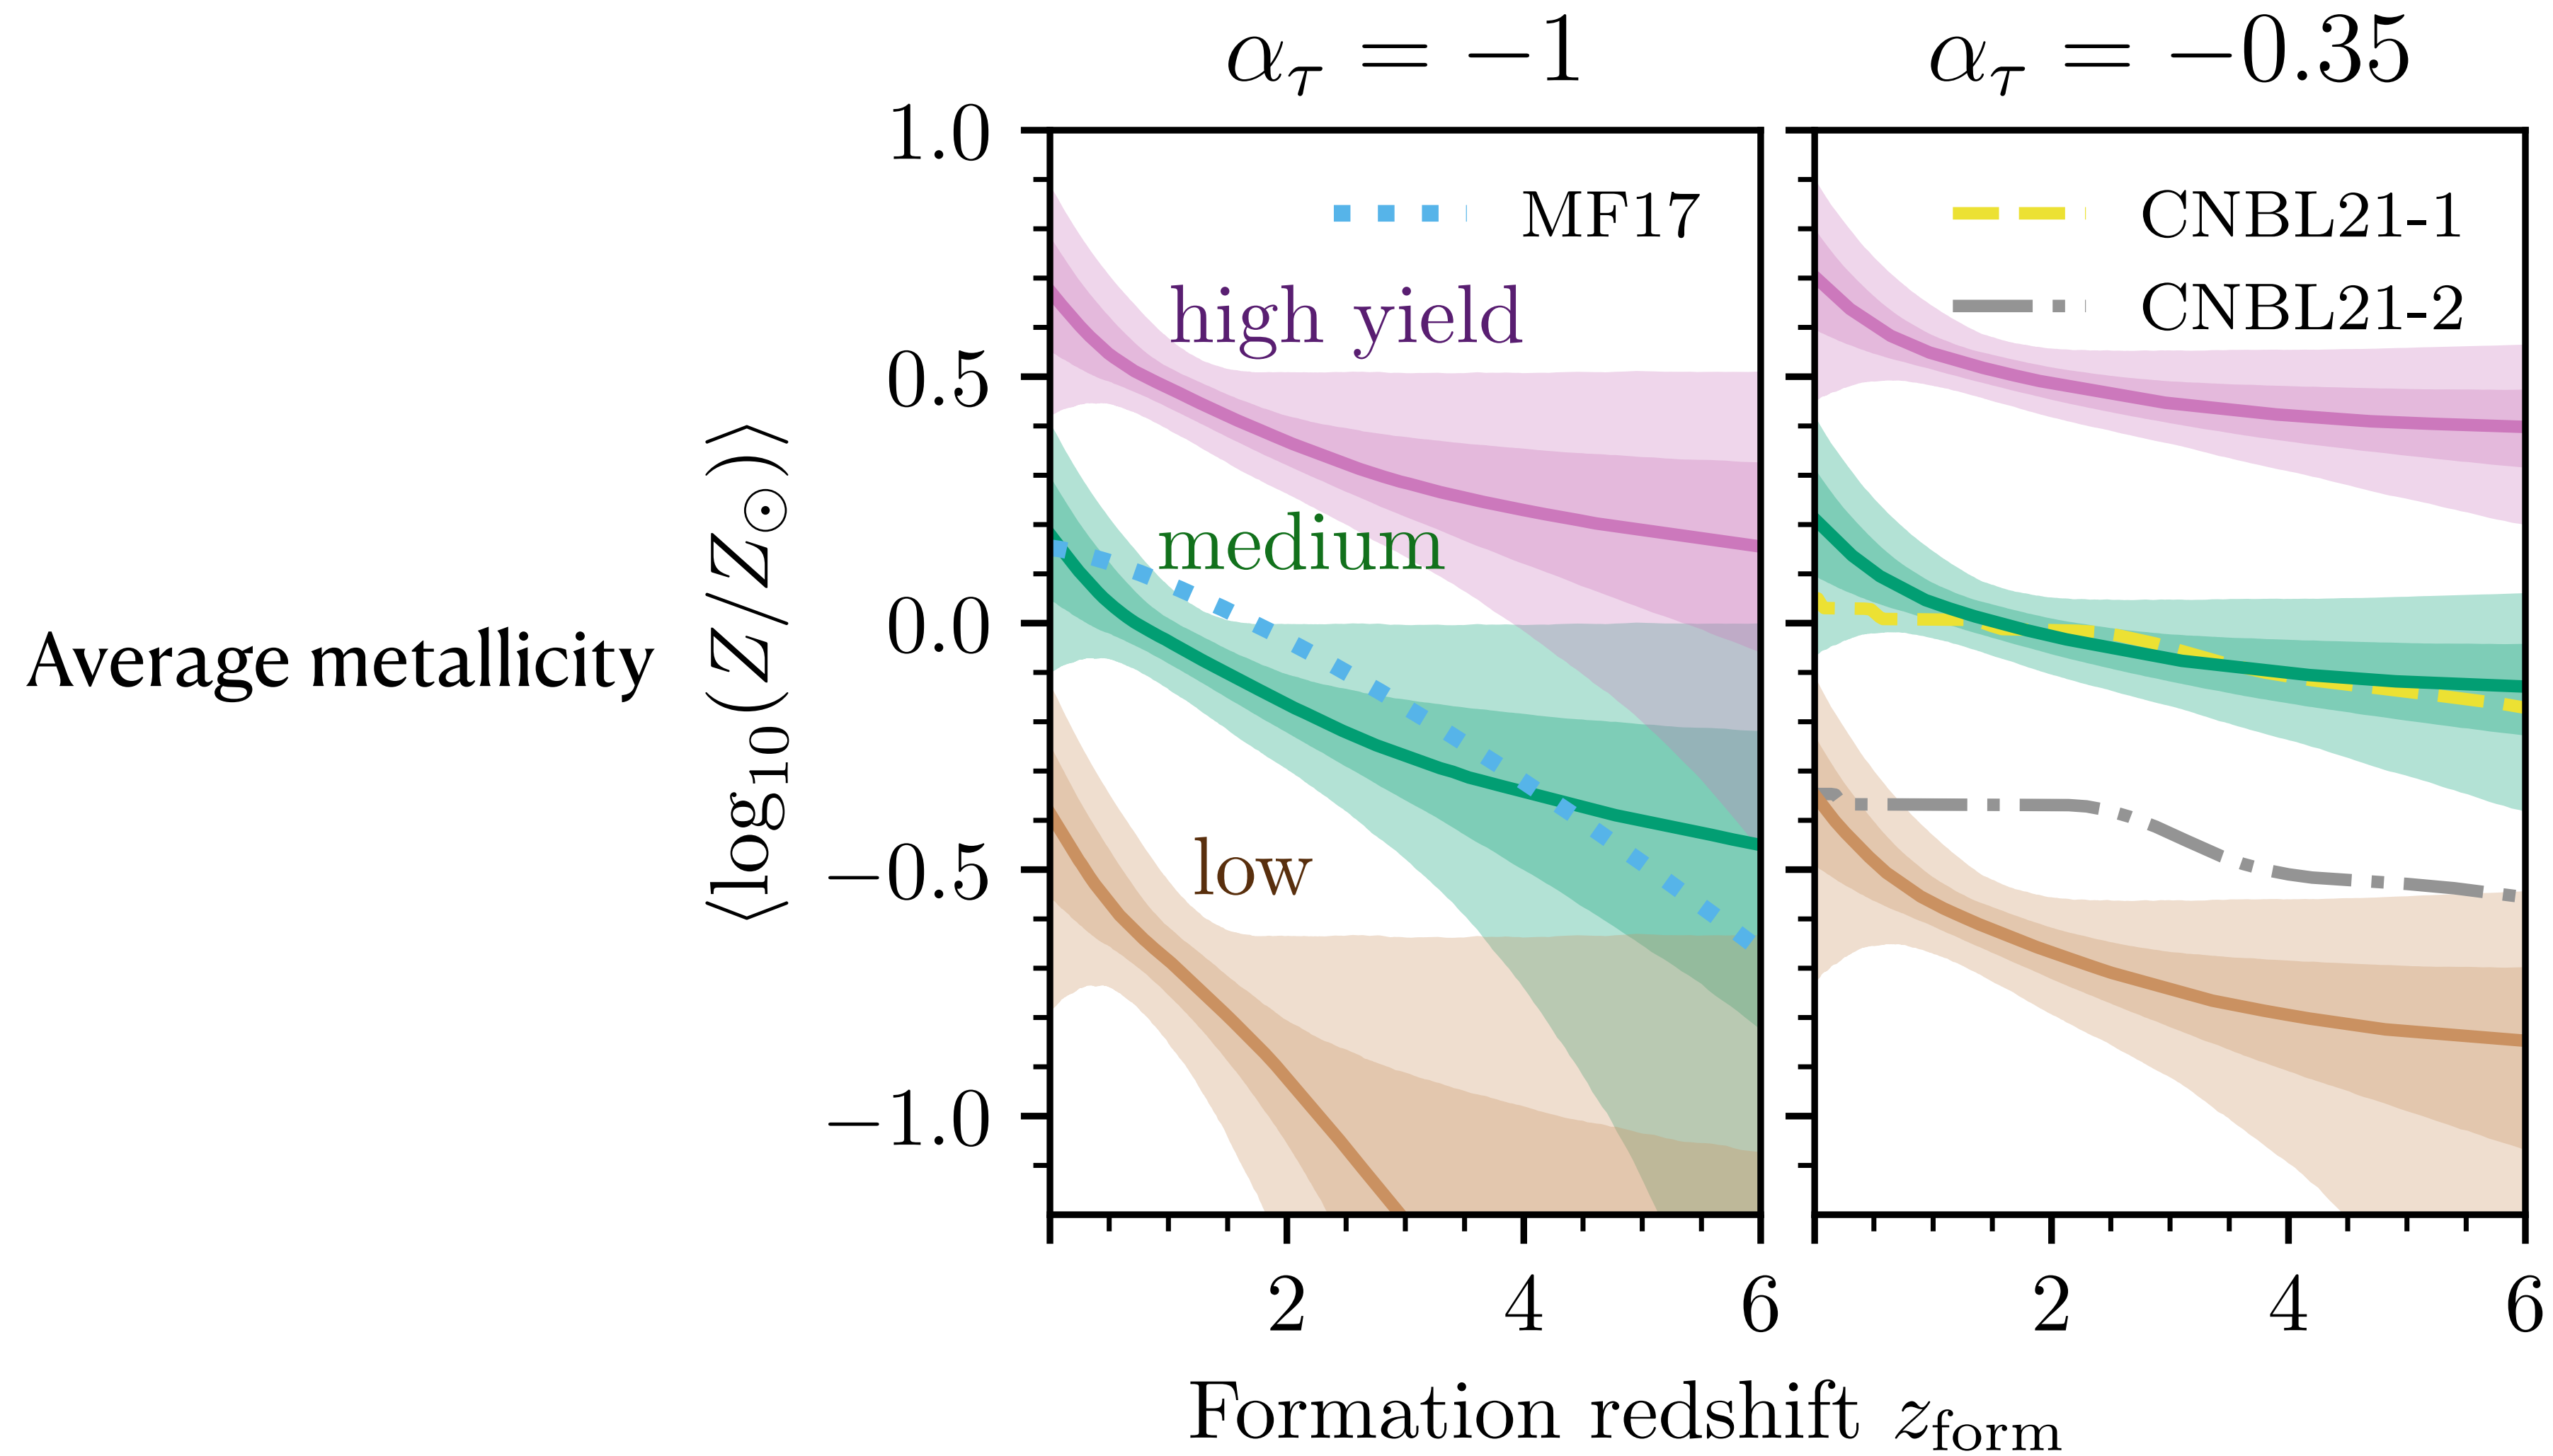 α_τ = −1
α_τ = −0.35
1.0
0.5
0.0
−0.5
−1.0
MF17
high yield
medium
low
CNBL21-1
CNBL21-2
Average metallicity
⟨log₁₀(Z/Z⊙)⟩
2 4 6
2 4 6
Formation redshift z_form